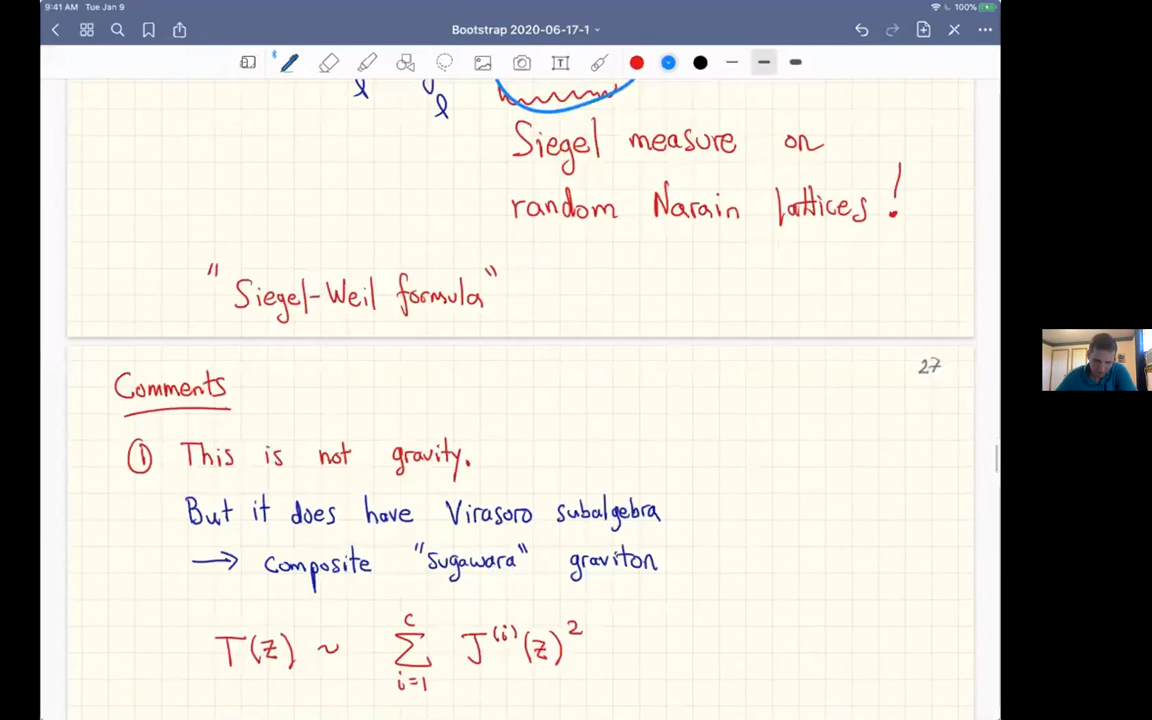 9:41 AM Tue Jan 9
100%
Bootstrap 2020-06-17-1
ℓ ℓ
Siegel measure on
random Narain lattices!
"Siegel-Weil formula"
27
Comments
① This is not gravity.
But it does have Virasoro subalgebra
→ composite "sugawara" graviton
T(z) ~ ∑_{i=1}^{c} J^{(i)}(z)^2